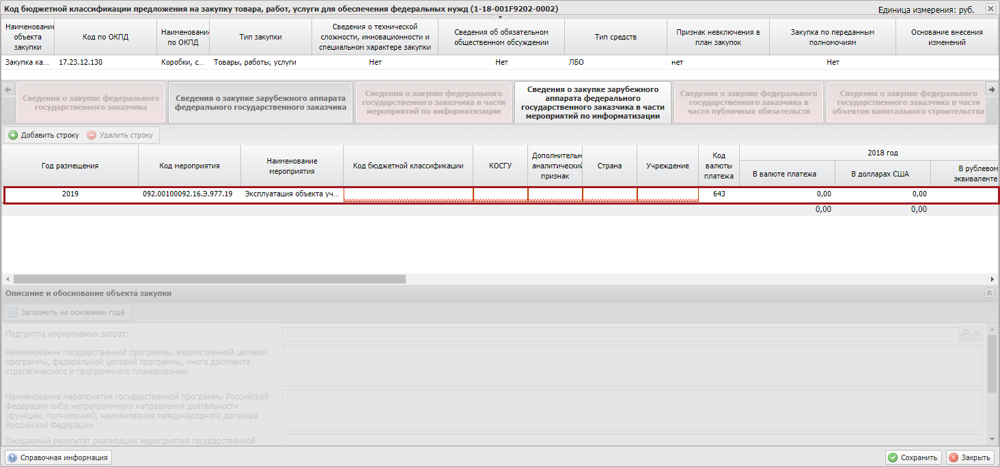 Код бюджетной классификации предложения на закупку товара, работ, услуги для обеспечения федеральных нужд (1-18-001F9202-0002)
Единица измерения: руб.
Наименование
объекта
закупки
Код по ОКПД
Наименование
по ОКПД
Тип закупки
Сведения о технической
сложности, инновационности и
специальном характере закупки
Сведения об обязательном
общественном обсуждении
Тип средств
Признак невключения в
план закупок
Закупка по переданным
полномочиям
Основание внесения
изменений
Закупка ка...
17.23.12.130
Коробки, с...
Товары, работы, услуги
Нет
Нет
ЛБО
нет
Нет
Сведения о закупке федерального
государственного заказчика
Сведения о закупке зарубежного аппарата
федерального государственного заказчика
Сведения о закупке федерального
государственного заказчика в части
мероприятий по информатизации
Сведения о закупке зарубежного
аппарата федерального
государственного заказчика в части
мероприятий по информатизации
Сведения о закупке федерального
государственного заказчика в
части публичных обязательств
Сведения о закупке федерального
государственного заказчика в части
объектов капитального строительства
Добавить строку
Удалить строку
Год размещения
Код мероприятия
Наименование
мероприятия
Код бюджетной классификации
КОСГУ
Дополнительн
аналитический
признак
Страна
Учреждение
Код
валюты
платежа
2018 год
В валюте платежа
В долларах США
В рублевом
эквиваленте
2019
092.00100092.16.Э.977.19
Эксплуатация объекта уч...
643
0,00
0,00
0,00
0,00
Описание и обоснование объекта закупки
Заполнить на основании года
Подгруппа нормативных затрат:
Наименование государственной программы, ведомственной целевой
программы, федеральной целевой программы, иного документа
стратегического и программного планирования:
Наименование мероприятия государственной программы Российской
Федерации либо непрограммного направления деятельности
(функции, полномочия), наименование международного договора
Российской Федерации:
Ожидаемый результат реализации мероприятия государственной
Справочная информация
Сохранить
Закрыть